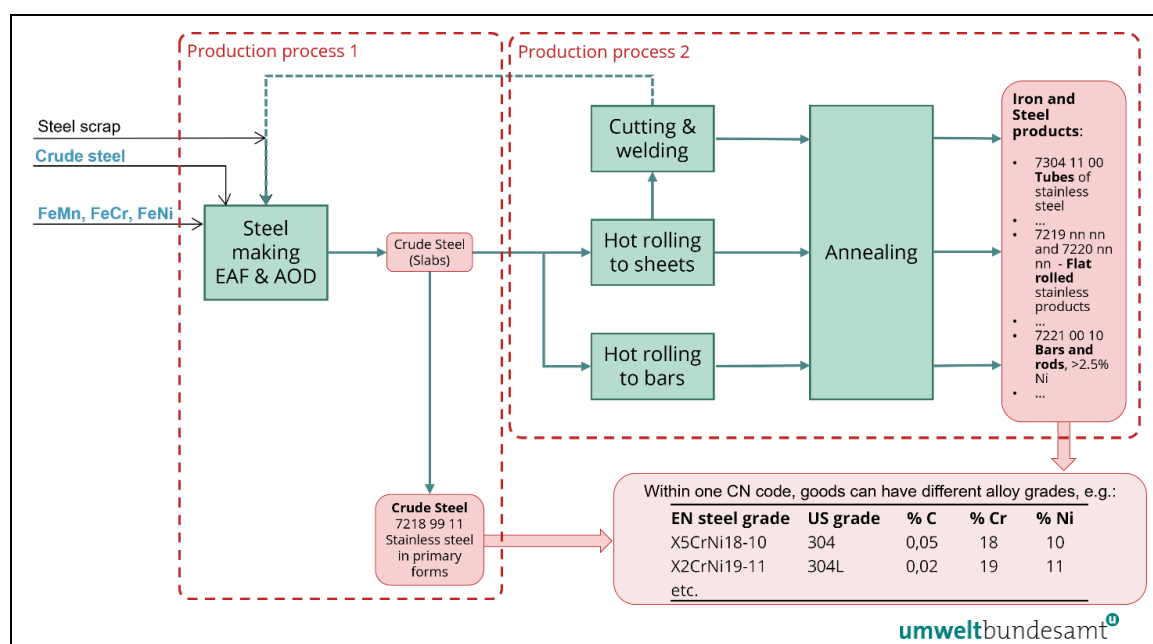 Production process 1
Production process 2
Steel scrap
Crude steel
FeMn, FeCr, FeNi
Steel
making
EAF & AOD
Crude Steel
(Slabs)
Cutting &
welding
Hot rolling
to sheets
Hot rolling
to bars
Annealing
Iron and
Steel
products:
• 7304 11 00
Tubes of
stainless
steel
• ...
• 7219 nn nn
and 7220 nn
nn - Flat
rolled
stainless
products
• ...
• 7221 00 10
Bars and
rods, >2.5%
Ni
• ...
Crude Steel
7218 99 11
Stainless steel
in primary
forms
Within one CN code, goods can have different alloy grades, e.g.:
EN steel grade US grade % C % Cr % Ni
X5CrNi18-10 304 0,05 18 10
X2CrNi19-11 304L 0,02 19 11
etc.
umweltbundesamt u